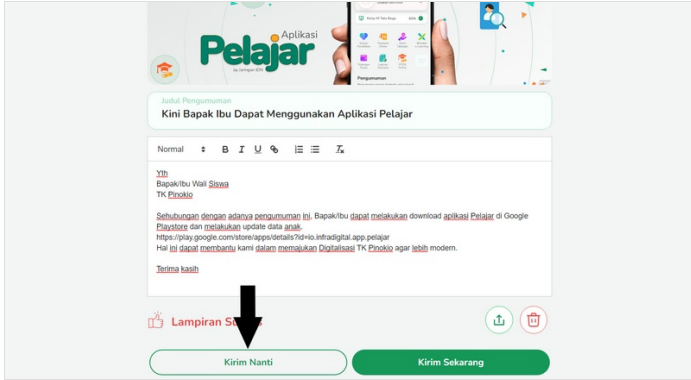 Aplikasi
Pelajar
by Jaringan IDN
Pengumuman
Judul Pengumuman
Kini Bapak Ibu Dapat Menggunakan Aplikasi Pelajar
Normal
Yth
Bapak/Ibu Wali Siswa
TK Pinokio
Sehubungan dengan adanya pengumuman ini, Bapak/Ibu dapat melakukan download aplikasi Pelajar di Google
Playstore dan melakukan update data anak.
https://play.google.com/store/apps/details?id=io.infradigital.app.pelajar
Hal ini dapat membantu kami dalam memajukan Digitalisasi TK Pinokio agar lebih modern.
Terima kasih
Lampiran
Kirim Nanti
Kirim Sekarang